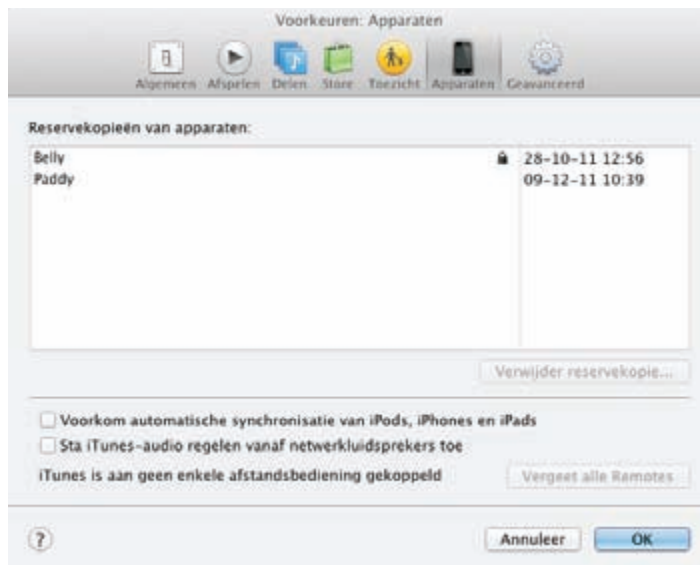 Voorkeuren: Apparaten
Algemeen Afspelen Delen Store Toezicht Apparaten Geavanceerd
Reservekopieën van apparaten:
Belly 28-10-11 12:56
Paddy 09-12-11 10:39
Verwijder reservekopie...
Voorkom automatische synchronisatie van iPods, iPhones en iPads
Sta iTunes-audio regelen vanaf netwerkluidsprekers toe
iTunes is aan geen enkele afstandsbediening gekoppeld Vergeet alle Remotes
? Annuleer OK